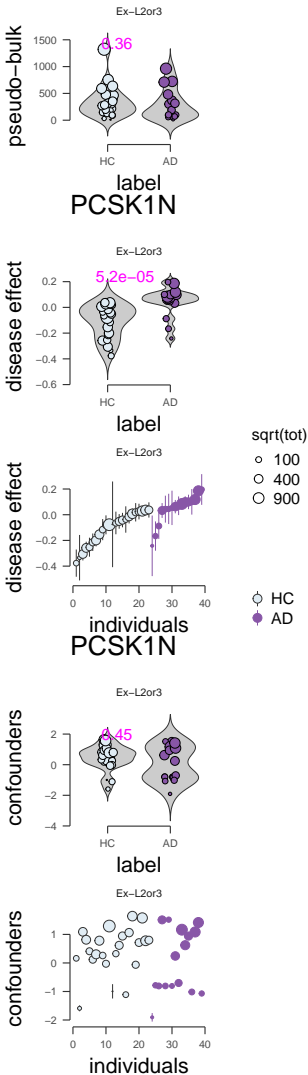 Ex−L2or3
pseudo−bulk
1500
1000
500
0
0.36
HC
AD
label
PCSK1N
Ex−L2or3
disease effect
0.2
0.0
−0.2
−0.4
−0.6
5.2e−05
HC
AD
label
Ex−L2or3
disease effect
0.2
0.0
−0.2
−0.4
0
10
20
30
40
individuals
PCSK1N
sqrt(tot)
100
400
900
HC
AD
Ex−L2or3
confounders
2
0
−2
−4
0.45
HC
AD
label
Ex−L2or3
confounders
1
0
−1
−2
0
10
20
30
40
individuals